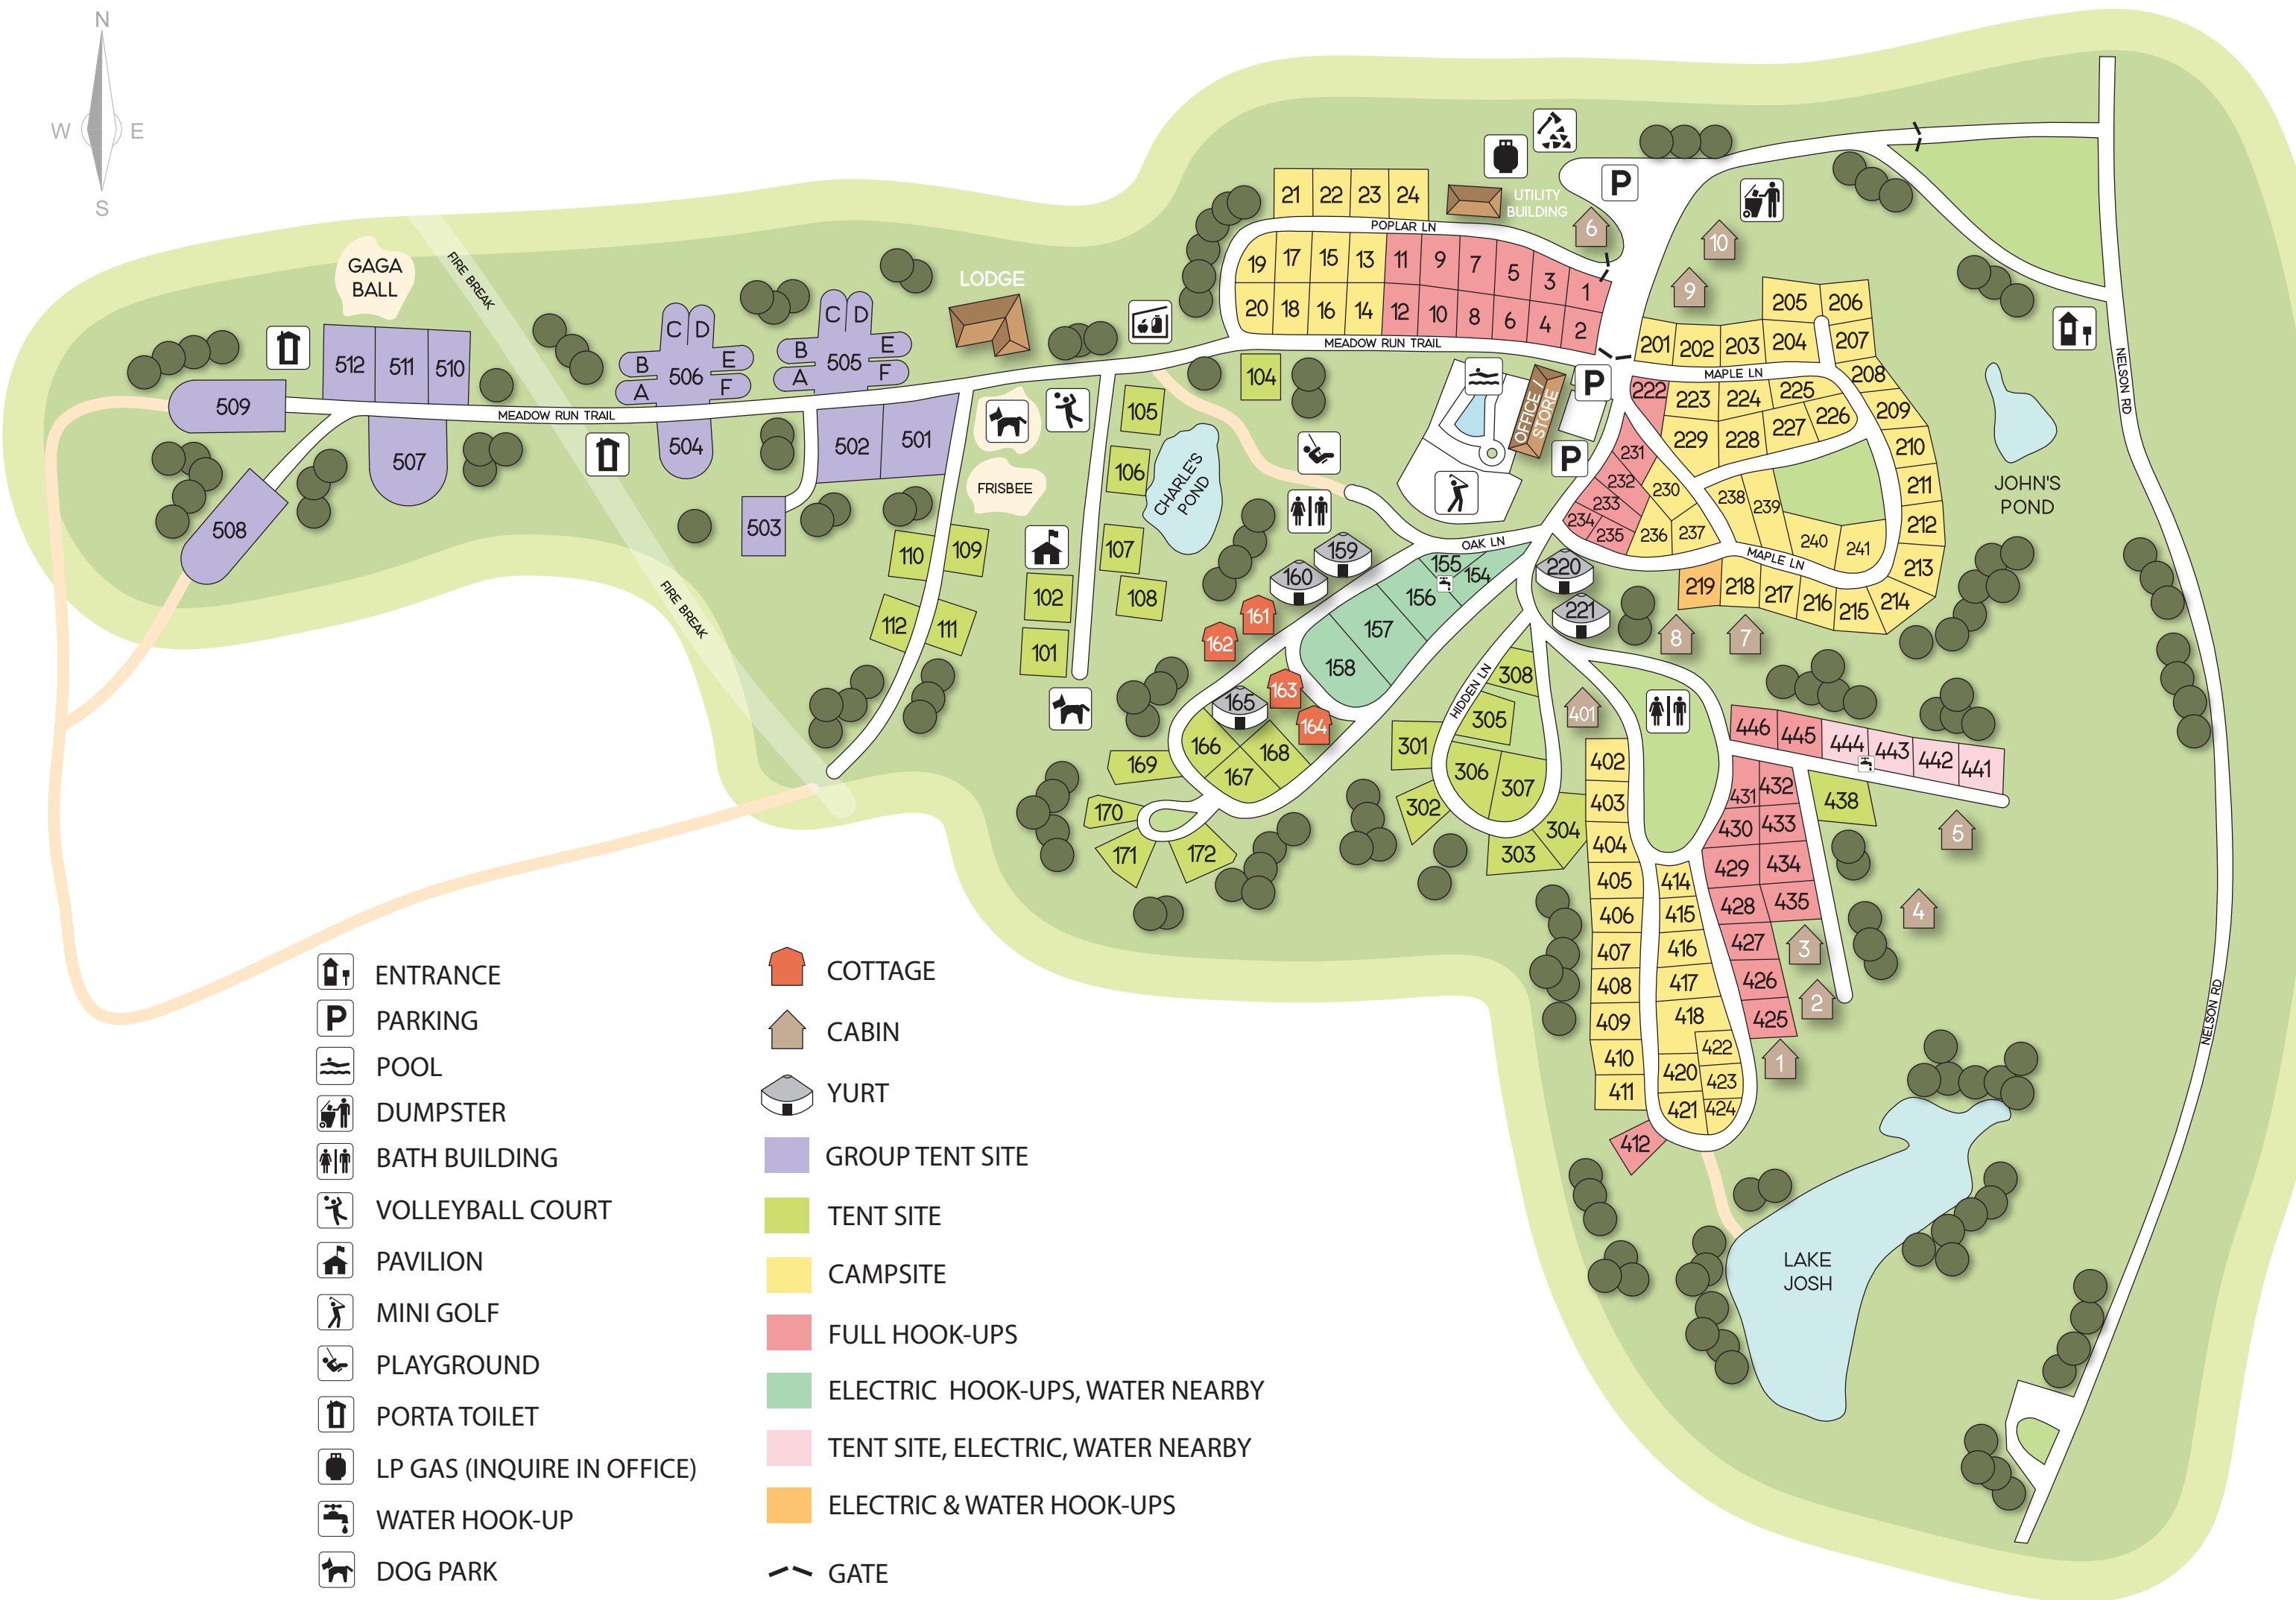 N
W
E
S
GAGA
BALL
FIRE BREAK
LODGE
512
511
510
509
508
507
506
A
B
C
D
E
F
505
A
B
C
D
E
F
504
503
502
501
MEADOW RUN TRAIL
FIRE BREAK
FRISBEE
110
109
112
111
102
101
105
106
107
108
104
CHARLE'S
POND
21
22
23
24
POPLAR LN
19
17
15
13
11
9
7
5
3
1
20
18
16
14
12
10
8
6
4
2
MEADOW RUN TRAIL
UTILITY
BUILDING
P
6
10
9
OFFICE /
STORE
P
P
205
206
201
202
203
204
207
MAPLE LN
208
222
223
224
225
226
209
229
228
227
210
231
232
233
234
235
230
236
237
238
239
240
241
211
212
213
MAPLE LN
219
218
217
216
215
214
8
7
JOHN'S
POND
NELSON RD
OAK LN
159
160
161
162
163
164
165
155
154
156
157
158
166
168
167
169
170
171
172
220
221
HIDDEN LN
308
305
301
306
307
302
304
303
401
402
403
404
405
406
407
408
409
410
411
412
414
415
416
417
418
422
420
423
421
424
446
445
444
443
442
441
431
432
430
433
429
434
428
435
427
426
425
438
5
4
3
2
1
LAKE
JOSH
NELSON RD
ENTRANCE
P
PARKING
POOL
DUMPSTER
BATH BUILDING
VOLLEYBALL COURT
PAVILION
MINI GOLF
PLAYGROUND
PORTA TOILET
LP GAS (INQUIRE IN OFFICE)
WATER HOOK-UP
DOG PARK
COTTAGE
CABIN
YURT
GROUP TENT SITE
TENT SITE
CAMPSITE
FULL HOOK-UPS
ELECTRIC HOOK-UPS, WATER NEARBY
TENT SITE, ELECTRIC, WATER NEARBY
ELECTRIC & WATER HOOK-UPS
GATE